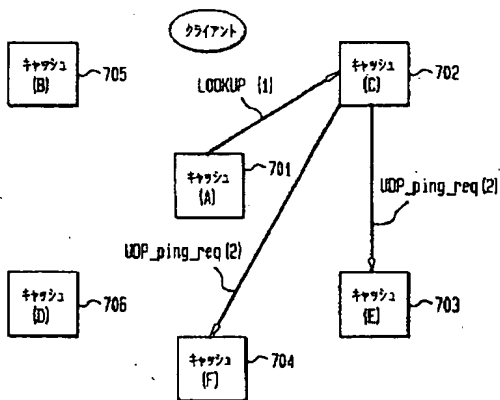 クライアント
キャッシュ
(B)
705
キャッシュ
(C)
702
LOOKUP (1)
キャッシュ
(A)
701
UDP_ping_req(2)
UDP_ping_req(2)
キャッシュ
(D)
706
キャッシュ
(E)
703
キャッシュ
(F)
704